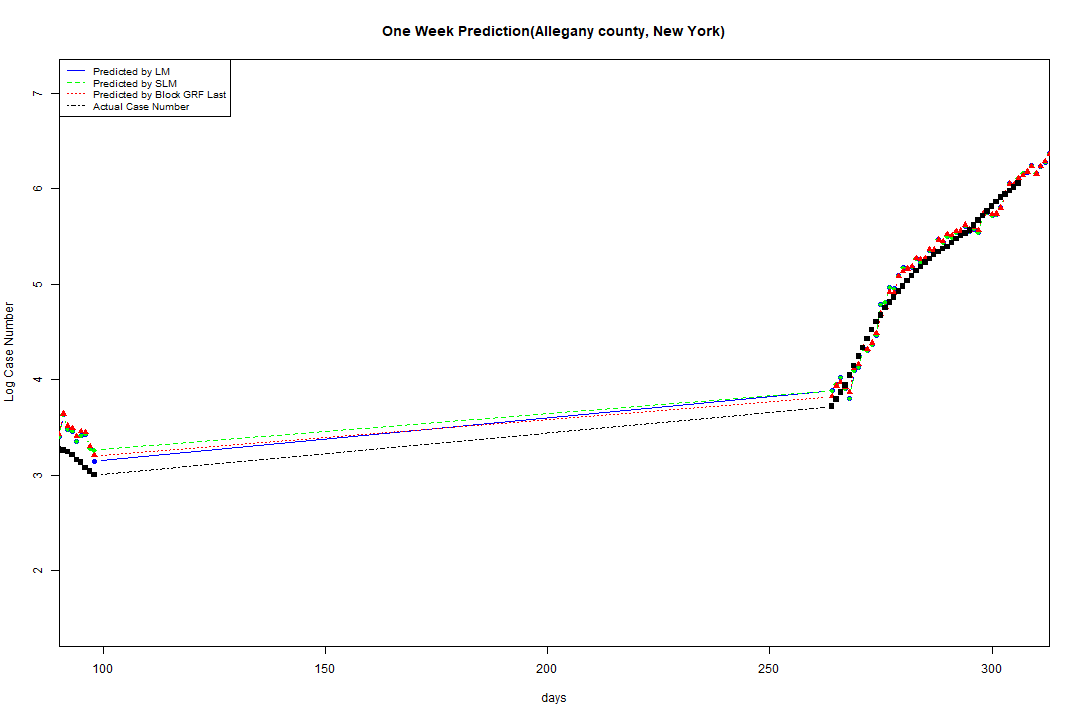 One Week Prediction(Allegany county, New York)
Predicted by LM
Predicted by SLM
Predicted by Block GRF Last
Actual Case Number
7
6
5
4
3
2
Log Case Number
100 150 200 250 300
days